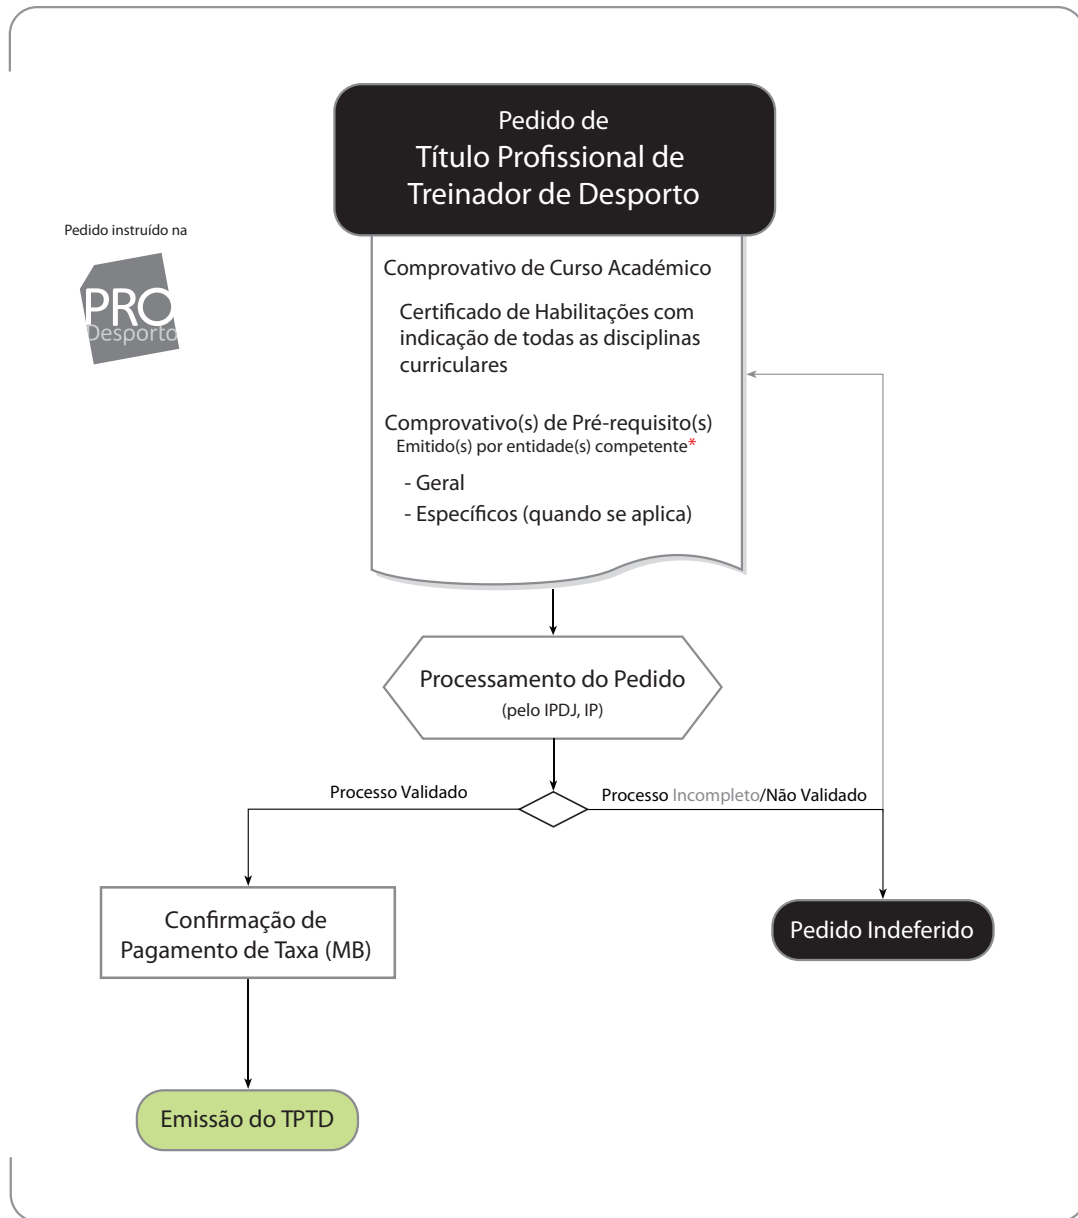 Pedido de
Título Profissional de
Treinador de Desporto
Pedido instruído na
PRO
Desporto
Comprovativo de Curso Académico
Certificado de Habilitações com
indicação de todas as disciplinas
curriculares
Comprovativo(s) de Pré-requisito(s)
Emitido(s) por entidade(s) competente*
- Geral
- Específicos (quando se aplica)
Processamento do Pedido
(pelo IPDJ, IP)
Processo Validado
Processo Incompleto/Não Validado
Confirmação de
Pagamento de Taxa (MB)
Pedido Indeferido
Emissão do TPTD